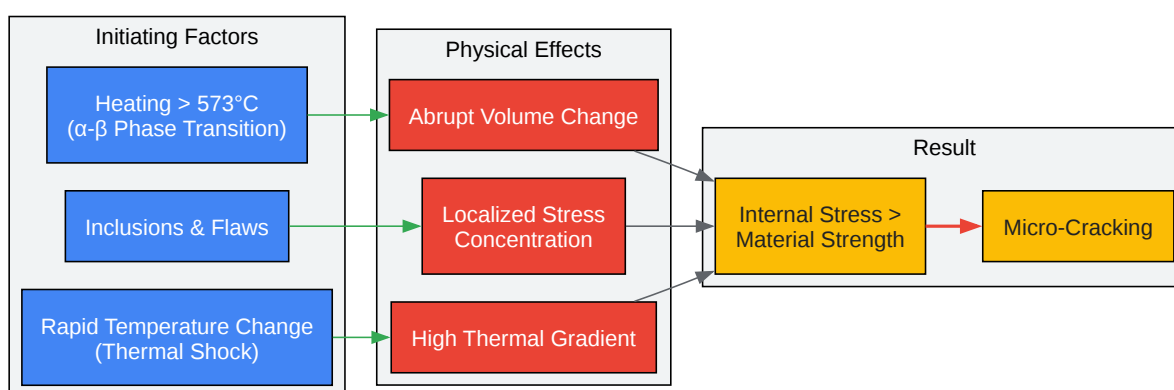 Initiating Factors
Heating > 573°C
(α-β Phase Transition)
Inclusions & Flaws
Rapid Temperature Change
(Thermal Shock)
Physical Effects
Abrupt Volume Change
Localized Stress
Concentration
High Thermal Gradient
Result
Internal Stress >
Material Strength
Micro-Cracking